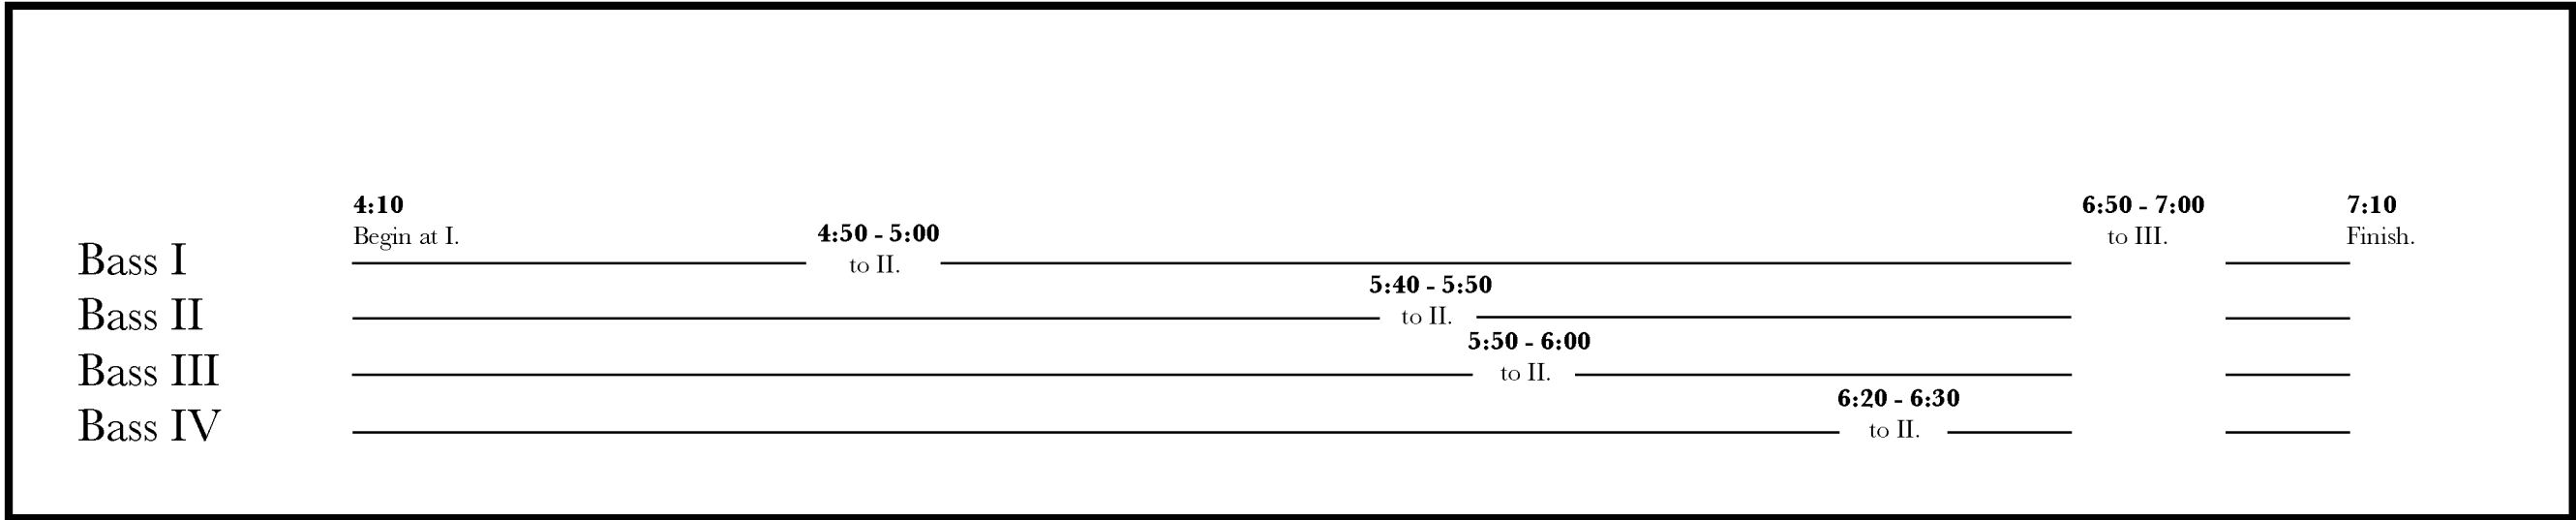 4:10
Begin at I.
6:50 - 7:00
to III.
7:10
Finish.
Bass I
4:50 - 5:00
to II.
Bass II
5:40 - 5:50
to II.
Bass III
5:50 - 6:00
to II.
Bass IV
6:20 - 6:30
to II.